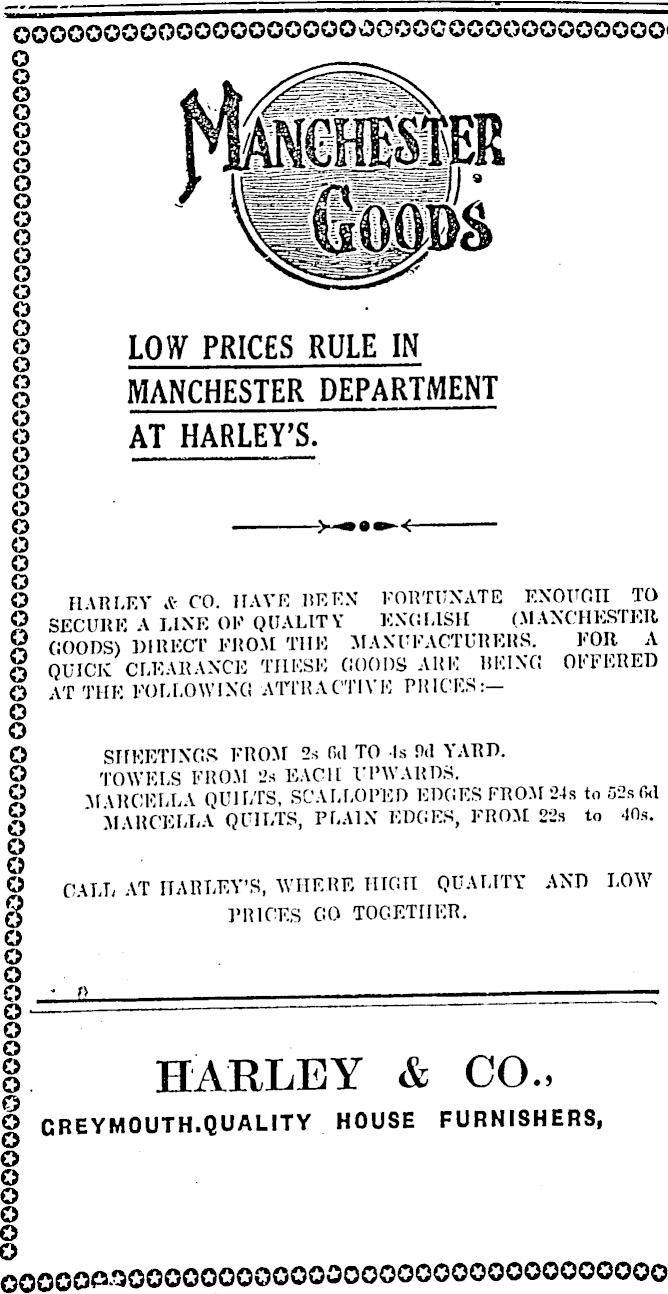 MANCHESTER
GOODS
LOW PRICES RULE IN
MANCHESTER DEPARTMENT
AT HARLEY'S.
HARLEY & CO. HAVE BEEN FORTUNATE ENOUGH TO
SECURE A LINE OF QUALITY ENGLISH (MANCHESTER
GOODS) DIRECT FROM THE MANUFACTURERS. FOR A
QUICK CLEARANCE THESE GOODS ARE BEING OFFERED
AT THE FOLLOWING ATTRACTIVE PRICES:—
SHEETINGS FROM 2s 6d TO 4s 9d YARD.
TOWELS FROM 2s EACH UPWARDS.
MARCELLA QUILTS, SCALLOPED EDGES FROM 24s to 52s 6d
MARCELLA QUILTS, PLAIN EDGES, FROM 22s to 40s.
CALL AT HARLEY'S, WHERE HIGH QUALITY AND LOW
PRICES GO TOGETHER.
HARLEY & CO.,
GREYMOUTH.QUALITY HOUSE FURNISHERS,